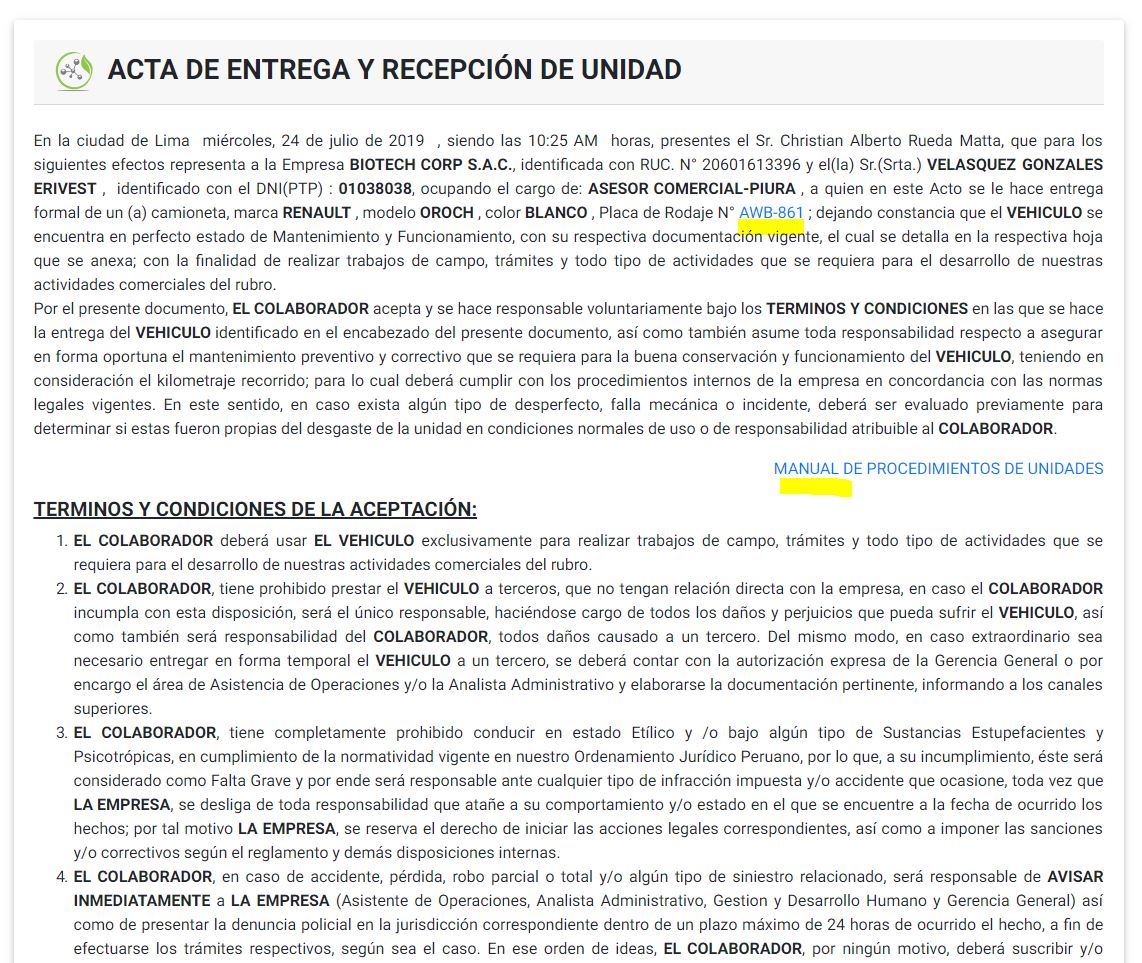 ACTA DE ENTREGA Y RECEPCIÓN DE UNIDAD
En la ciudad de Lima miércoles, 24 de julio de 2019 , siendo las 10:25 AM horas, presentes el Sr. Christian Alberto Rueda Matta, que para los
siguientes efectos representa a la Empresa BIOTECH CORP S.A.C., identificada con RUC. N° 20601613396 y el(la) Sr.(Srta.) VELASQUEZ GONZALES
ERIVEST , identificado con el DNI(PTP) : 01038038, ocupando el cargo de: ASESOR COMERCIAL-PIURA , a quien en este Acto se le hace entrega
formal de un (a) camioneta, marca RENAULT , modelo OROCH , color BLANCO , Placa de Rodaje N° AWB-861 ; dejando constancia que el VEHICULO se
encuentra en perfecto estado de Mantenimiento y Funcionamiento, con su respectiva documentación vigente, el cual se detalla en la respectiva hoja
que se anexa; con la finalidad de realizar trabajos de campo, trámites y todo tipo de actividades que se requiera para el desarrollo de nuestras
actividades comerciales del rubro.
Por el presente documento, EL COLABORADOR acepta y se hace responsable voluntariamente bajo los TERMINOS Y CONDICIONES en las que se hace
la entrega del VEHICULO identificado en el encabezado del presente documento, así como también asume toda responsabilidad respecto a asegurar
en forma oportuna el mantenimiento preventivo y correctivo que se requiera para la buena conservación y funcionamiento del VEHICULO, teniendo en
consideración el kilometraje recorrido; para lo cual deberá cumplir con los procedimientos internos de la empresa en concordancia con las normas
legales vigentes. En este sentido, en caso exista algún tipo de desperfecto, falla mecánica o incidente, deberá ser evaluado previamente para
determinar si estas fueron propias del desgaste de la unidad en condiciones normales de uso o de responsabilidad atribuible al COLABORADOR.
MANUAL DE PROCEDIMIENTOS DE UNIDADES
TERMINOS Y CONDICIONES DE LA ACEPTACIÓN:
1. EL COLABORADOR deberá usar EL VEHICULO exclusivamente para realizar trabajos de campo, trámites y todo tipo de actividades que se
requiera para el desarrollo de nuestras actividades comerciales del rubro.
2. EL COLABORADOR, tiene prohibido prestar el VEHICULO a terceros, que no tengan relación directa con la empresa, en caso el COLABORADOR
incumpla con esta disposición, será el único responsable, haciéndose cargo de todos los daños y perjuicios que pueda sufrir el VEHICULO, así
como también será responsabilidad del COLABORADOR, todos daños causado a un tercero. Del mismo modo, en caso extraordinario sea
necesario entregar en forma temporal el VEHICULO a un tercero, se deberá contar con la autorización expresa de la Gerencia General o por
encargo el área de Asistencia de Operaciones y/o la Analista Administrativo y elaborarse la documentación pertinente, informando a los canales
superiores.
3. EL COLABORADOR, tiene completamente prohibido conducir en estado Etílico y /o bajo algún tipo de Sustancias Estupefacientes y
Psicotrópicas, en cumplimiento de la normatividad vigente en nuestro Ordenamiento Jurídico Peruano, por lo que, a su incumplimiento, éste será
considerado como Falta Grave y por ende será responsable ante cualquier tipo de infracción impuesta y/o accidente que ocasione, toda vez que
LA EMPRESA, se desliga de toda responsabilidad que atañe a su comportamiento y/o estado en el que se encuentre a la fecha de ocurrido los
hechos; por tal motivo LA EMPRESA, se reserva el derecho de iniciar las acciones legales correspondientes, así como a imponer las sanciones
y/o correctivos según el reglamento y demás disposiciones internas.
4. EL COLABORADOR, en caso de accidente, pérdida, robo parcial o total y/o algún tipo de siniestro relacionado, será responsable de AVISAR
INMEDIATAMENTE a LA EMPRESA (Asistente de Operaciones, Analista Administrativo, Gestion y Desarrollo Humano y Gerencia General) así
como de presentar la denuncia policial en la jurisdicción correspondiente dentro de un plazo máximo de 24 horas de ocurrido el hecho, a fin de
efectuarse los trámites respectivos, según sea el caso. En ese orden de ideas, EL COLABORADOR, por ningún motivo, deberá suscribir y/o